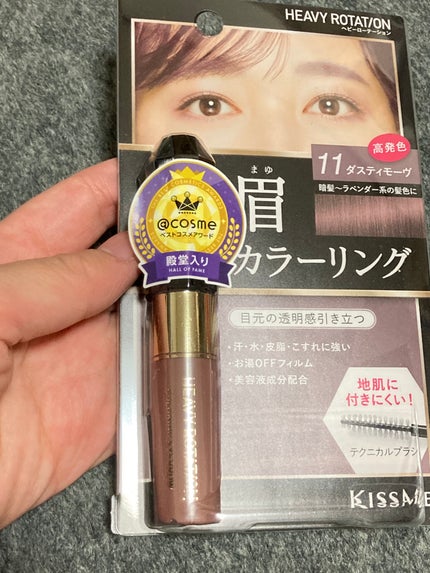 HEAVY ROTATION
ヘビーローテーション
高発色
11 ダスティモーヴ
暗髪〜ラベンダー系の髪色に
まゆ
眉
カラーリング
@cosme
ベストコスメアワード
殿堂入り
HALL OF FAME
目元の透明感引き立つ
・汗・水・皮脂・こすれに強い
・お湯OFFフィルム
・美容液成分配合
地肌に
付きにくい!
テクニカルブラシ
HEAVY ROTATION
KISSME